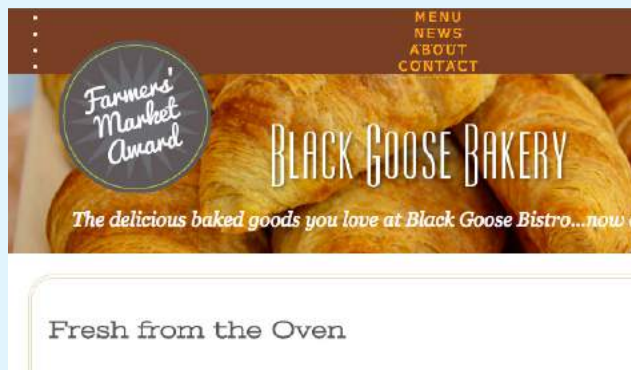 MENU
NEWS
ABOUT
CONTACT
Farmers'
Market
Award
BLACK GOOSE BAKERY
The delicious baked goods you love at Black Goose Bistro...now
Fresh from the Oven